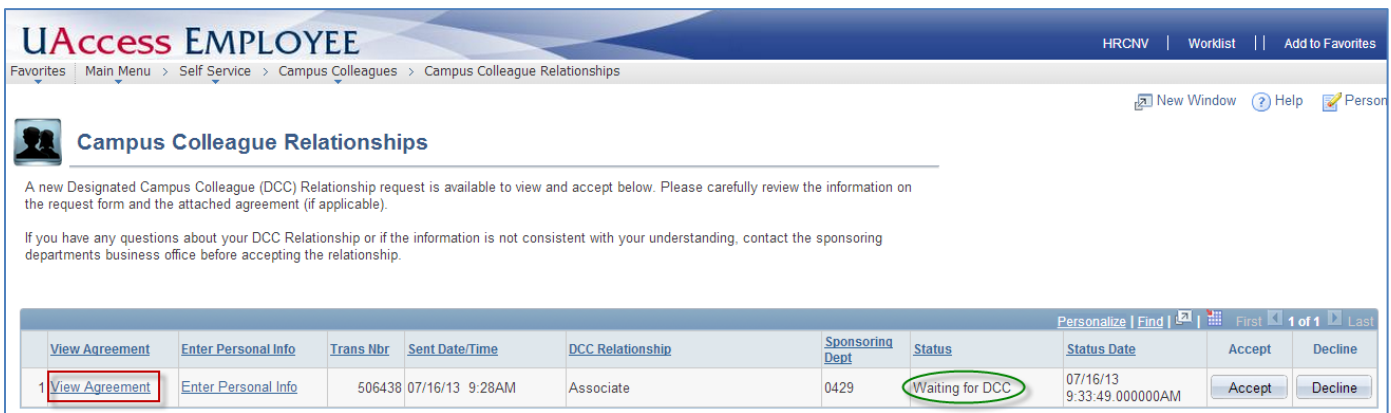 UAccess EMPLOYEE
HRCNV | Worklist || Add to Favorites
Favorites | Main Menu > Self Service > Campus Colleagues > Campus Colleague Relationships
New Window ? Help Person
Campus Colleague Relationships
A new Designated Campus Colleague (DCC) Relationship request is available to view and accept below. Please carefully review the information on
the request form and the attached agreement (if applicable).
If you have any questions about your DCC Relationship or if the information is not consistent with your understanding, contact the sponsoring
departments business office before accepting the relationship.
Personalize | Find | | First 1 of 1 Last
View Agreement Enter Personal Info Trans Nbr Sent Date/Time DCC Relationship Sponsoring Dept Status Status Date Accept Decline
1 View Agreement Enter Personal Info 506438 07/16/13 9:28AM Associate 0429 Waiting for DCC 07/16/13 9:33:49.000000AM Accept Decline